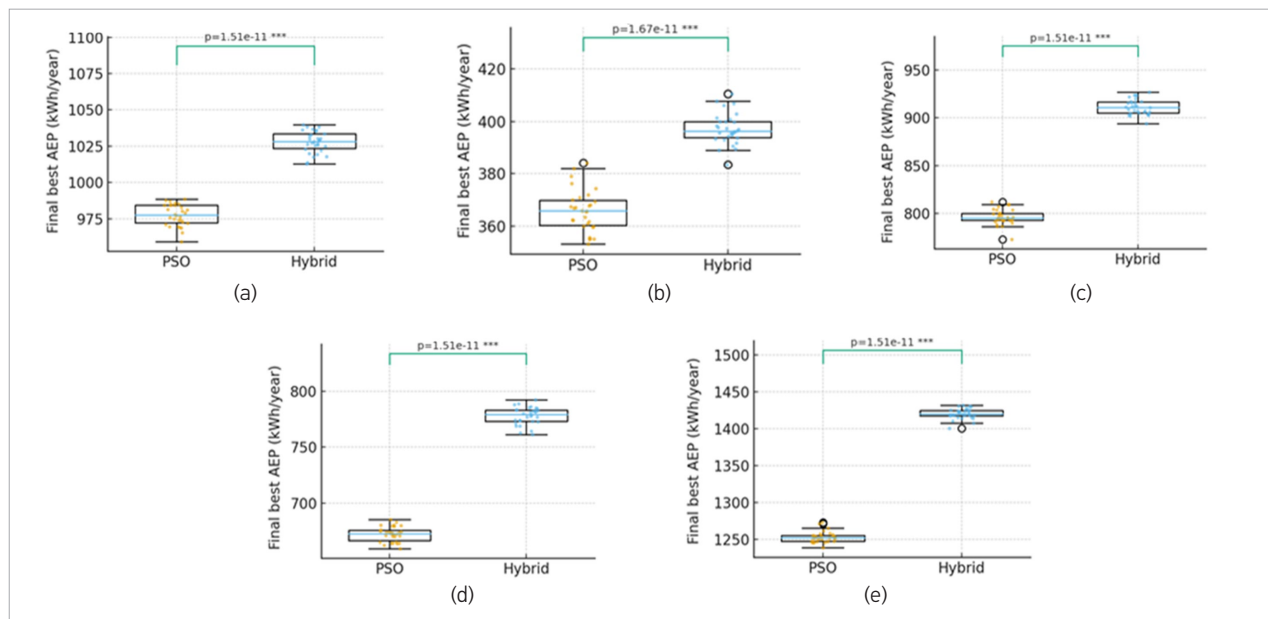 p=1.51e-11 ***
Final best AEP (kWh/year)
1100
1075
1050
1025
1000
975
PSO
Hybrid
(a)
p=1.67e-11 ***
Final best AEP (kWh/year)
420
400
380
360
PSO
Hybrid
(b)
p=1.51e-11 ***
Final best AEP (kWh/year)
950
900
850
800
PSO
Hybrid
(c)
p=1.51e-11 ***
Final best AEP (kWh/year)
800
750
700
PSO
Hybrid
(d)
p=1.51e-11 ***
Final best AEP (kWh/year)
1500
1450
1400
1350
1300
1250
PSO
Hybrid
(e)